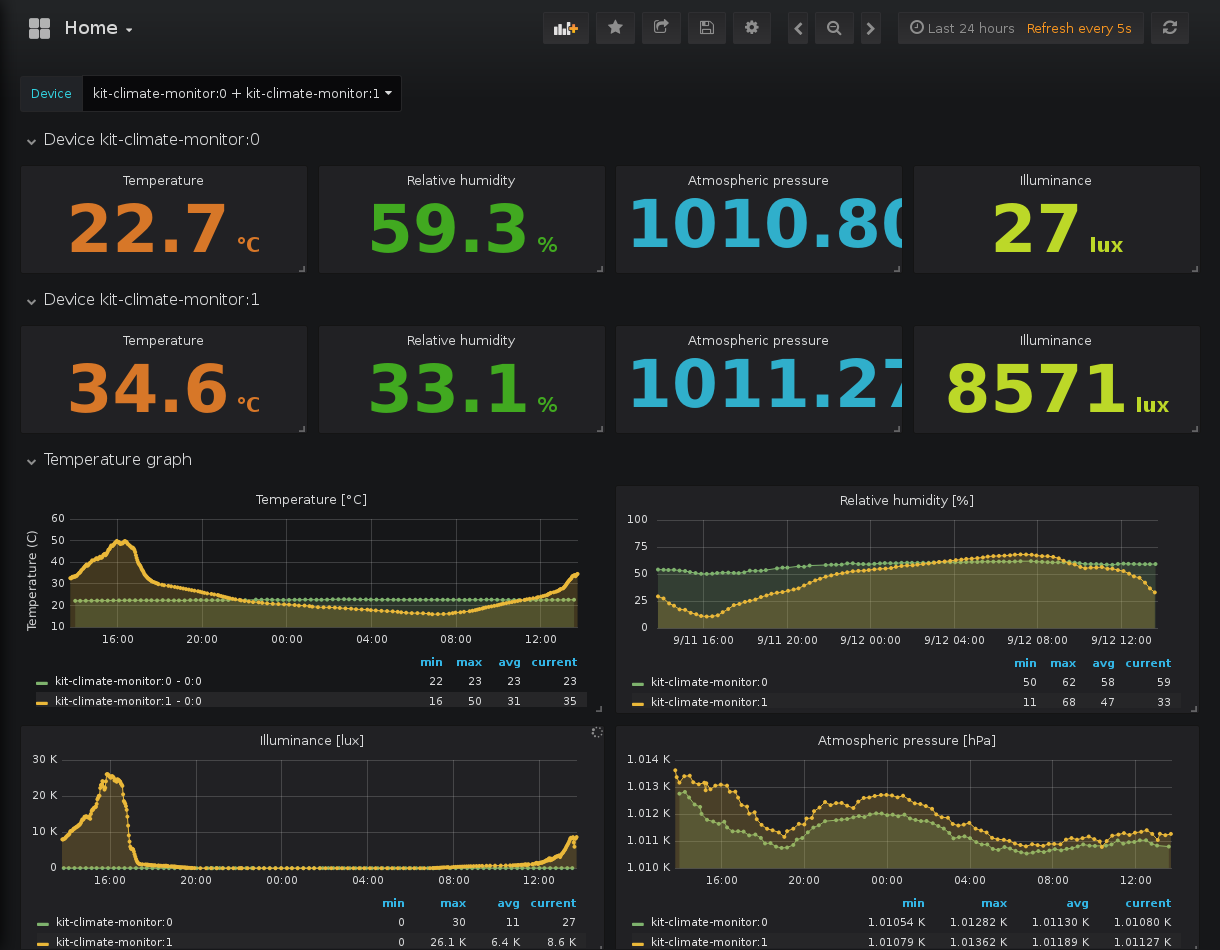 Home
Last 24 hours Refresh every 5s
Device kit-climate-monitor:0 + kit-climate-monitor:1
Device kit-climate-monitor:0
Temperature Relative humidity Atmospheric pressure Illuminance
22.7 °C 59.3 % 1010.80 27 lux
Device kit-climate-monitor:1
Temperature Relative humidity Atmospheric pressure Illuminance
34.6 °C 33.1 % 1011.27 8571 lux
Temperature graph
Temperature [°C]
Temperature (C)
60
50
40
30
20
10
16:00 20:00 00:00 04:00 08:00 12:00
min max avg current
kit-climate-monitor:0 - 0:0 22 23 23 23
kit-climate-monitor:1 - 0:0 16 50 31 35
Relative humidity [%]
100
75
50
25
0
9/11 16:00 9/11 20:00 9/12 00:00 9/12 04:00 9/12 08:00 9/12 12:00
min max avg current
kit-climate-monitor:0 50 62 58 59
kit-climate-monitor:1 11 68 47 33
Illuminance [lux]
30 K
20 K
10 K
0
16:00 20:00 00:00 04:00 08:00 12:00
min max avg current
kit-climate-monitor:0 0 30 11 27
kit-climate-monitor:1 0 26.1 K 6.4 K 8.6 K
Atmospheric pressure [hPa]
1.014 K
1.013 K
1.012 K
1.011 K
1.010 K
16:00 20:00 00:00 04:00 08:00 12:00
min max avg current
kit-climate-monitor:0 1.01054 K 1.01282 K 1.01130 K 1.01080 K
kit-climate-monitor:1 1.01079 K 1.01362 K 1.01189 K 1.01127 K